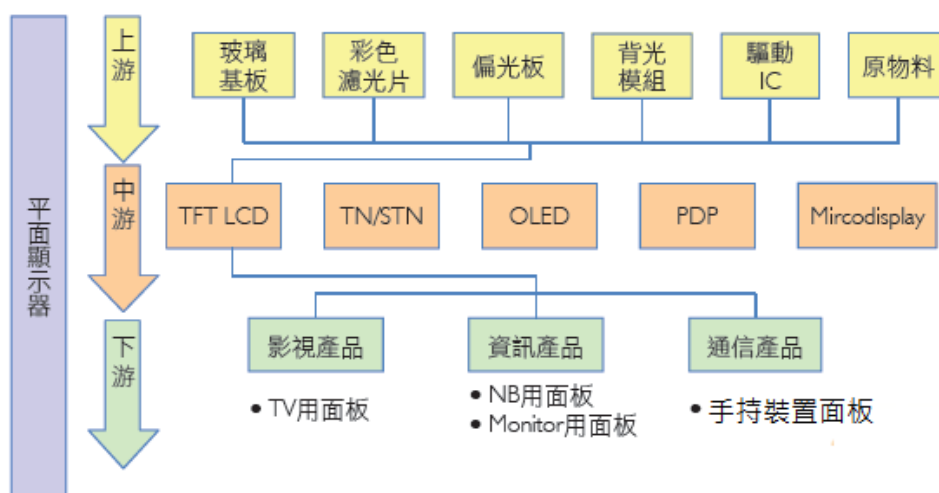 平面顯示器
上游
玻璃
基板
彩色
濾光片
偏光板
背光
模組
驅動
IC
原物料
中游
TFT LCD
TN/STN
OLED
PDP
Mircodisplay
下游
影視產品
資訊產品
通信產品
• TV用面板
• NB用面板
• Monitor用面板
• 手持裝置面板